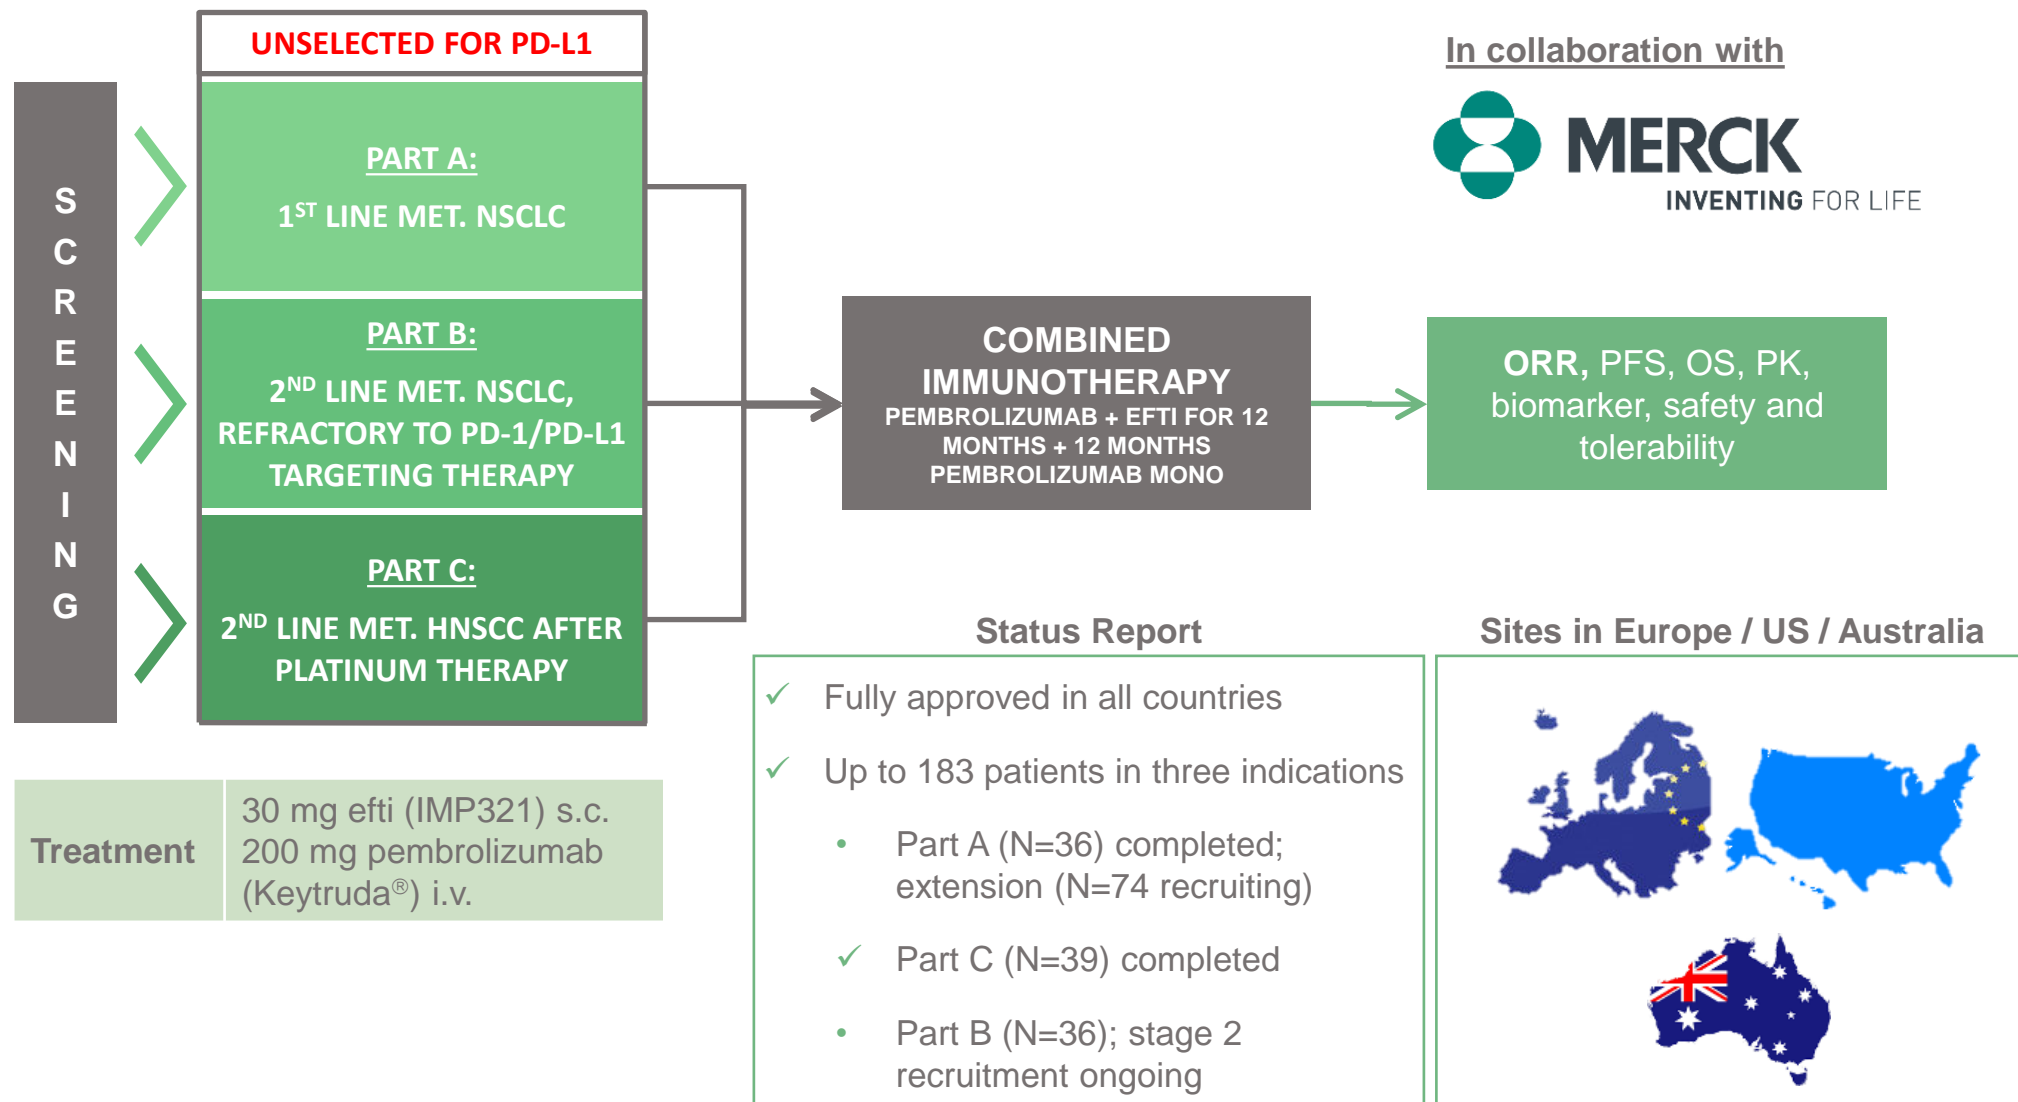 UNSELECTED FOR PD-L1
SCREENING
PART A:
1ST LINE MET. NSCLC
PART B:
2ND LINE MET. NSCLC,
REFRACTORY TO PD-1/PD-L1
TARGETING THERAPY
PART C:
2ND LINE MET. HNSCC AFTER
PLATINUM THERAPY
COMBINED
IMMUNOTHERAPY
PEMBROLIZUMAB + EFTI FOR 12
MONTHS + 12 MONTHS
PEMBROLIZUMAB MONO
In collaboration with
MERCK
INVENTING FOR LIFE
ORR, PFS, OS, PK,
biomarker, safety and
tolerability
Treatment
30 mg efti (IMP321) s.c.
200 mg pembrolizumab
(Keytruda®) i.v.
Status Report
✓ Fully approved in all countries
✓ Up to 183 patients in three indications
• Part A (N=36) completed;
extension (N=74 recruiting)
✓ Part C (N=39) completed
• Part B (N=36); stage 2
recruitment ongoing
Sites in Europe / US / Australia